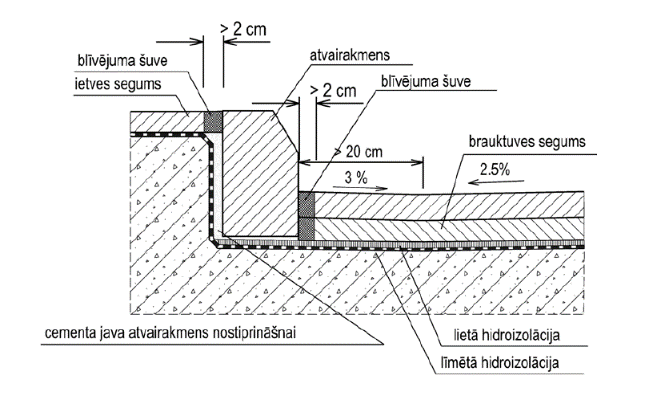 > 2 cm
blīvējuma šuve
ietves segums
atvairakmens
blīvējuma šuve
> 2 cm
> 20 cm
brauktuves segums
3 %
2.5%
cementa java atvairakmens nostiprināšnai
lietā hidroizolācija
līmētā hidroizolācija